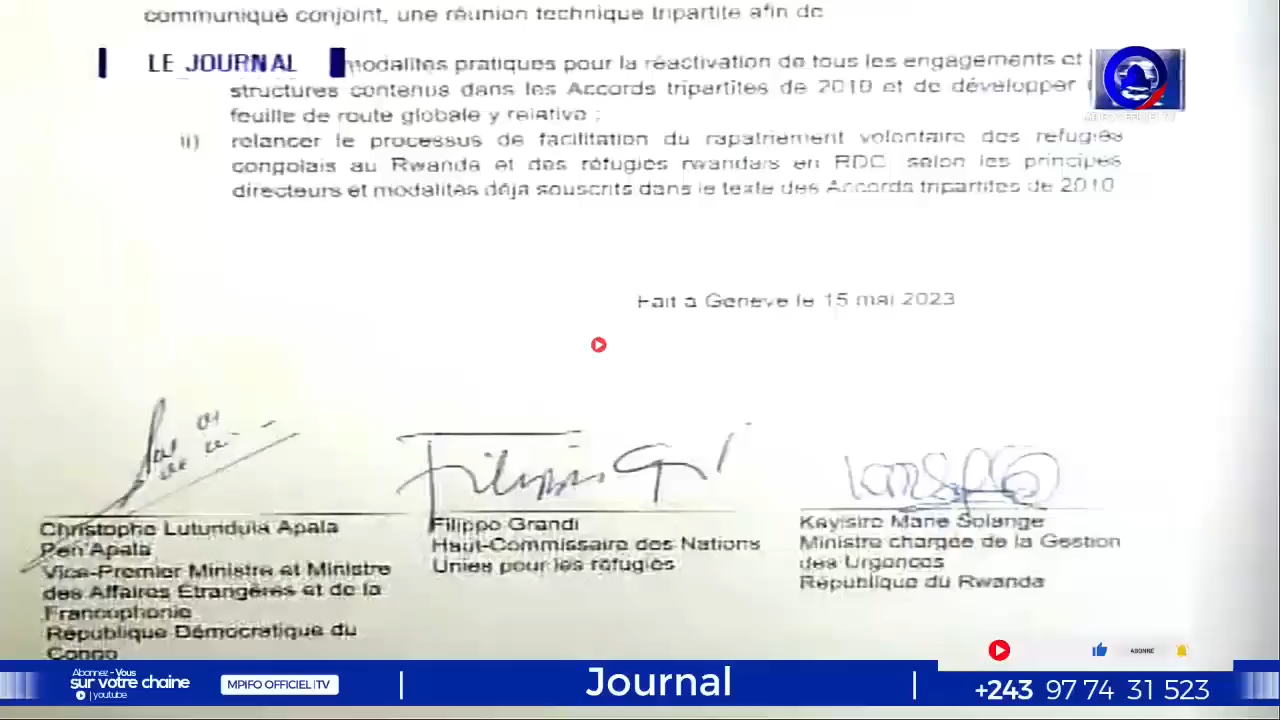 communiqué conjoint, une réunion technique tripartite afin de
LE JOURNAL
modalités pratiques pour la réactivation de tous les engagements et
structures contenus dans les Accords tripartites de 2010 et de développer
feuille de route globale y relative ;
ii) relancer le processus de facilitation du rapatriement volontaire des réfugiés
congolais au Rwanda et des réfugiés rwandais en RDC selon les principes
directeurs et modalités déjà souscrits dans le texte des Accords tripartites de 2010
Fait à Genève le 15 mai 2023
Christophe Lutundula Apala
Pen'Apala
Vice-Premier Ministre et Ministre
des Affaires Etrangères et de la
Francophonie
République Démocratique du
Congo
Filippo Grandi
Haut-Commissaire des Nations
Unies pour les réfugiés
Kayisire Marie Solange
Ministre chargée de la Gestion
des Urgences
République du Rwanda
ABONNÉ
Abonnez-Vous
sur votre chaine
youtube
MPIFO OFFICIEL TV
Journal
+243 97 74 31 523